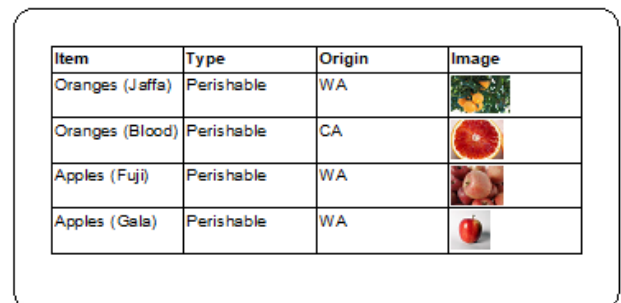 Item Type Origin Image
Oranges (Jaffa) Perishable WA
Oranges (Blood) Perishable CA
Apples (Fuji) Perishable WA
Apples (Gala) Perishable WA